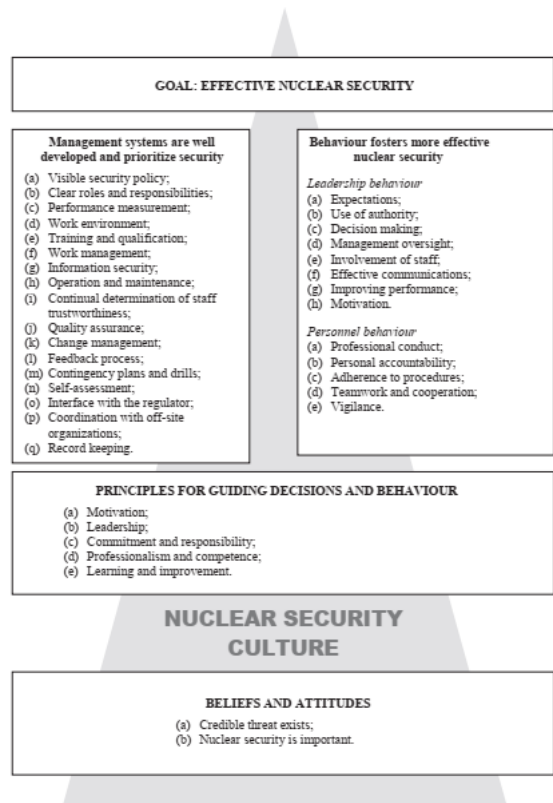 GOAL: EFFECTIVE NUCLEAR SECURITY
Management systems are well
developed and prioritize security
(a) Visible security policy;
(b) Clear roles and responsibilities;
(c) Performance measurement;
(d) Work environment;
(e) Training and qualification;
(f) Work management;
(g) Information security;
(h) Operation and maintenance;
(i) Continual determination of staff
trustworthiness;
(j) Quality assurance;
(k) Change management;
(l) Feedback process;
(m) Contingency plans and drills;
(n) Self-assessment;
(o) Interface with the regulator;
(p) Coordination with off-site
organizations;
(q) Record keeping.
Behaviour fosters more effective
nuclear security
Leadership behaviour
(a) Expectations;
(b) Use of authority;
(c) Decision making;
(d) Management oversight;
(e) Involvement of staff;
(f) Effective communications;
(g) Improving performance;
(h) Motivation.
Personnel behaviour
(a) Professional conduct;
(b) Personal accountability;
(c) Adherence to procedures;
(d) Teamwork and cooperation;
(e) Vigilance.
PRINCIPLES FOR GUIDING DECISIONS AND BEHAVIOUR
(a) Motivation;
(b) Leadership;
(c) Commitment and responsibility;
(d) Professionalism and competence;
(e) Learning and improvement.
NUCLEAR SECURITY
CULTURE
BELIEFS AND ATTITUDES
(a) Credible threat exists;
(b) Nuclear security is important.